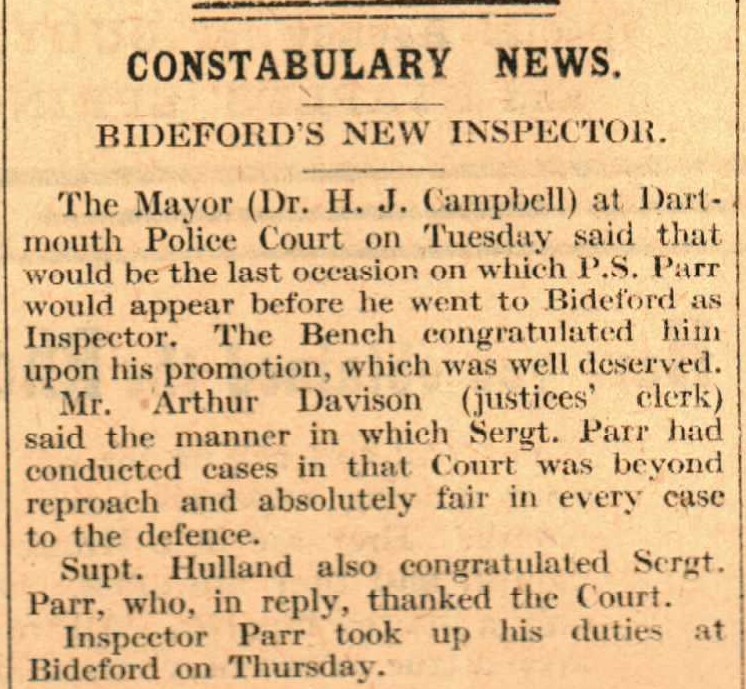 CONSTABULARY NEWS.
BIDEFORD'S NEW INSPECTOR.
The Mayor (Dr. H. J. Campbell) at Dart-
mouth Police Court on Tuesday said that
would be the last occasion on which P.S. Parr
would appear before he went to Bideford as
Inspector. The Bench congratulated him
upon his promotion, which was well deserved.
Mr. Arthur Davison (justices' clerk)
said the manner in which Sergt. Parr had
conducted cases in that Court was beyond
reproach and absolutely fair in every case
to the defence.
Supt. Hulland also congratulated Sergt.
Parr, who, in reply, thanked the Court.
Inspector Parr took up his duties at
Bideford on Thursday.